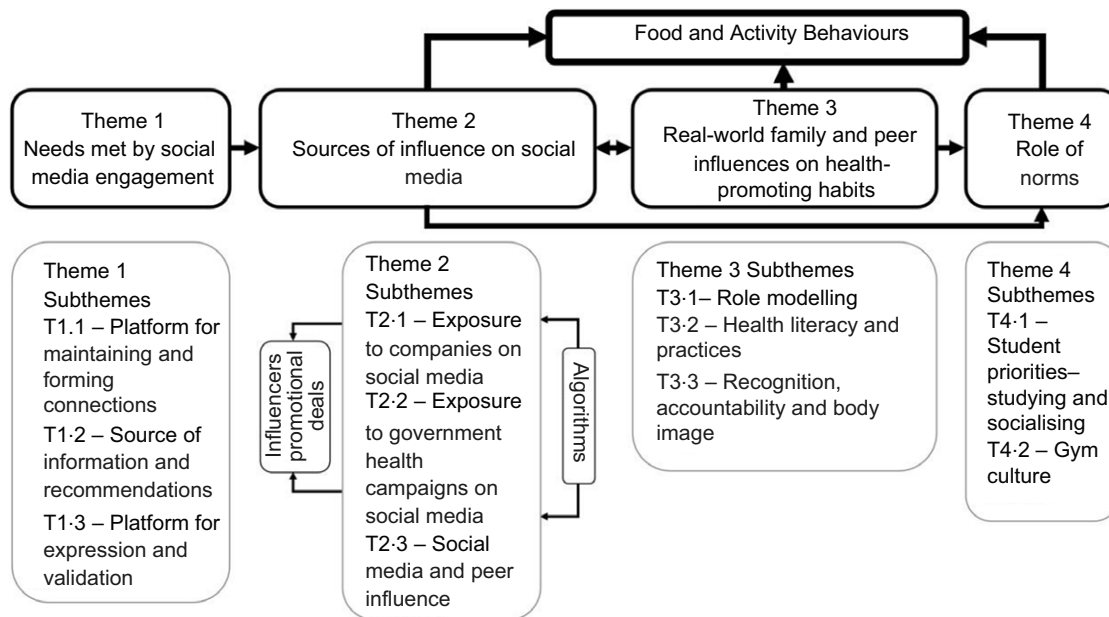 Food and Activity Behaviours
Theme 1
Needs met by social
media engagement
Theme 2
Sources of influence on social
media
Theme 3
Real-world family and peer
influences on health-
promoting habits
Theme 4
Role of
norms
Theme 1
Subthemes
T1.1 – Platform for
maintaining and
forming
connections
T1·2 – Source of
information and
recommendations
T1·3 – Platform for
expression and
validation
Influencers
promotional
deals
Theme 2
Subthemes
T2·1 – Exposure
to companies on
social media
T2·2 – Exposure
to government
health
campaigns on
social media
T2·3 – Social
media and peer
influence
Algorithms
Theme 3 Subthemes
T3·1– Role modelling
T3·2 – Health literacy and
practices
T3·3 – Recognition,
accountability and body
image
Theme 4
Subthemes
T4·1 –
Student
priorities–
studying and
socialising
T4·2 – Gym
culture